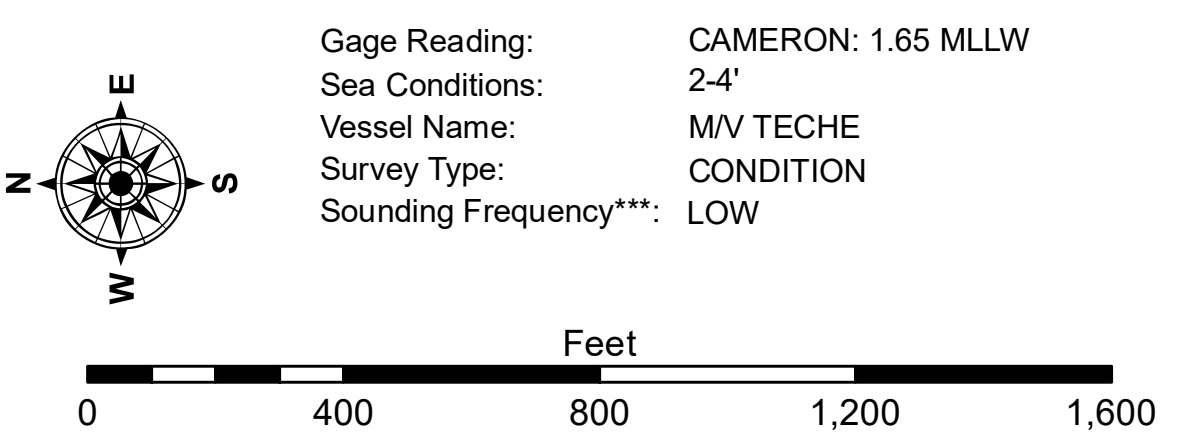 Gage Reading: CAMERON: 1.65 MLLW
Sea Conditions: 2-4'
Vessel Name: M/V TECHE
Survey Type: CONDITION
Sounding Frequency***: LOW
E
N S
W
Feet
0 400 800 1,200 1,600